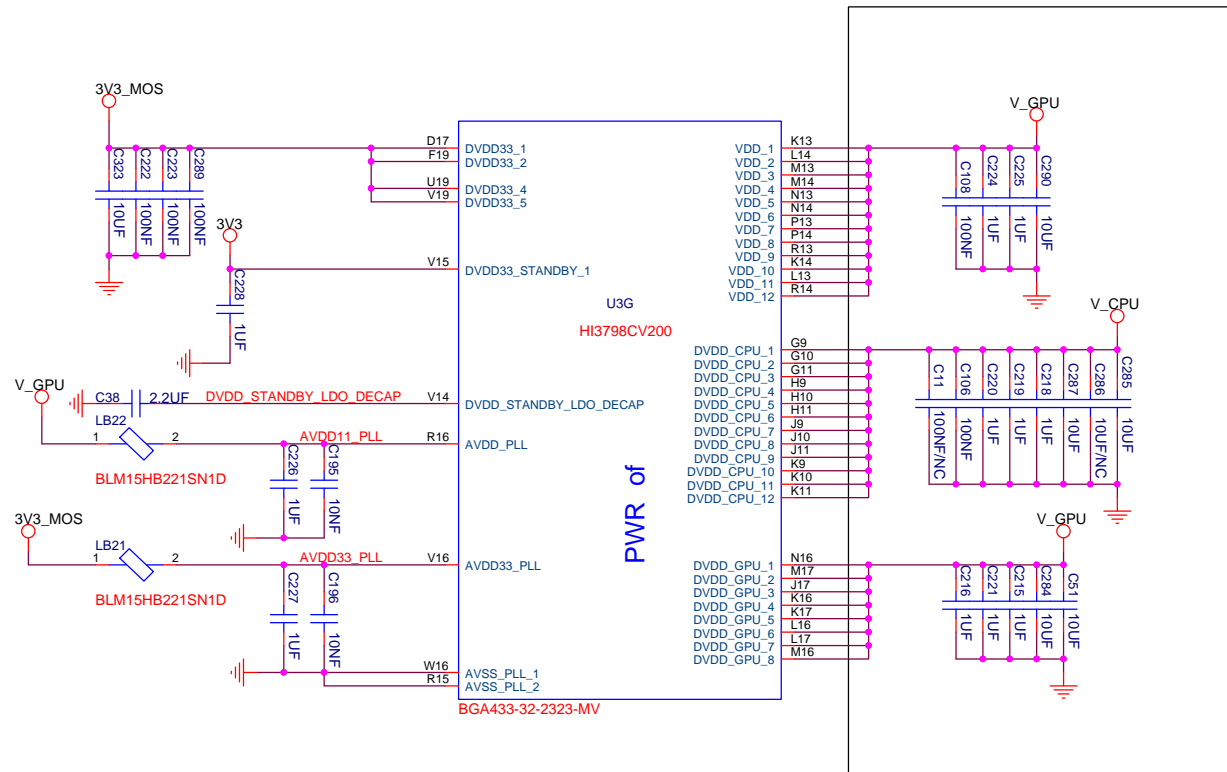 3V3_MOS
C323
10UF
C222
100NF
C223
100NF
C289
100NF
3V3
C228
1UF
V_GPU
C38
2.2UF
DVDD_STANDBY_LDO_DECAP
LB22
1
2
BLM15HB221SN1D
AVDD11_PLL
C226
1UF
C195
10NF
3V3_MOS
LB21
1
2
BLM15HB221SN1D
AVDD33_PLL
C227
1UF
C196
10NF
D17 DVDD33_1
F19 DVDD33_2
U19 DVDD33_4
V19 DVDD33_5
V15 DVDD33_STANDBY_1
V14 DVDD_STANDBY_LDO_DECAP
R16 AVDD_PLL
V16 AVDD33_PLL
W16 AVSS_PLL_1
R15 AVSS_PLL_2
U3G
HI3798CV200
PWR of
BGA433-32-2323-MV
VDD_1 K13
VDD_2 L14
VDD_3 M13
VDD_4 M14
VDD_5 N13
VDD_6 N14
VDD_7 P13
VDD_8 P14
VDD_9 R13
VDD_10 K14
VDD_11 L13
VDD_12 R14
DVDD_CPU_1 G9
DVDD_CPU_2 G10
DVDD_CPU_3 G11
DVDD_CPU_4 H9
DVDD_CPU_5 H10
DVDD_CPU_6 H11
DVDD_CPU_7 J9
DVDD_CPU_8 J10
DVDD_CPU_9 J11
DVDD_CPU_10 K9
DVDD_CPU_11 K10
DVDD_CPU_12 K11
DVDD_GPU_1 N16
DVDD_GPU_2 M17
DVDD_GPU_3 J17
DVDD_GPU_4 K16
DVDD_GPU_5 K17
DVDD_GPU_6 L16
DVDD_GPU_7 L17
DVDD_GPU_8 M16
V_GPU
C108
100NF
C224
1UF
C225
1UF
C290
10UF
V_CPU
C11
100NF/NC
C106
100NF
C220
1UF
C219
1UF
C218
1UF
C287
10UF
C286
10UF/NC
C285
10UF
V_GPU
C216
1UF
C221
1UF
C215
1UF
C284
10UF
C51
10UF